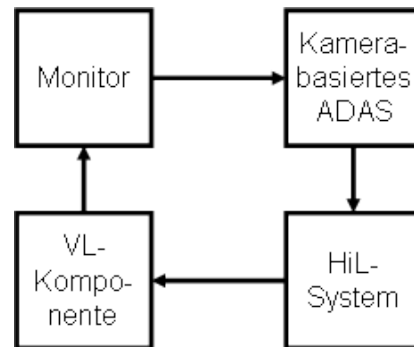 Monitor
Kamera-
basiertes
ADAS
VL-
Kompo-
nente
HiL-
System